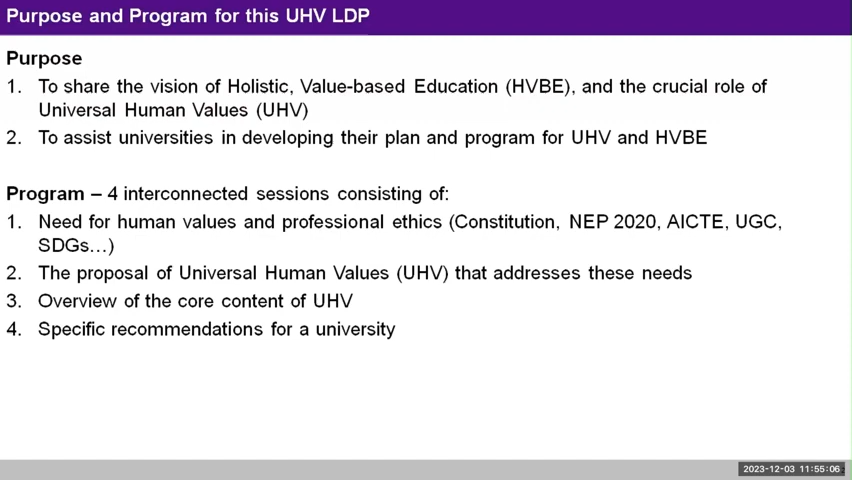 Purpose and Program for this UHV LDP
Purpose
1. To share the vision of Holistic, Value-based Education (HVBE), and the crucial role of
Universal Human Values (UHV)
2. To assist universities in developing their plan and program for UHV and HVBE
Program – 4 interconnected sessions consisting of:
1. Need for human values and professional ethics (Constitution, NEP 2020, AICTE, UGC,
SDGs…)
2. The proposal of Universal Human Values (UHV) that addresses these needs
3. Overview of the core content of UHV
4. Specific recommendations for a university
2023-12-03 11:55:06